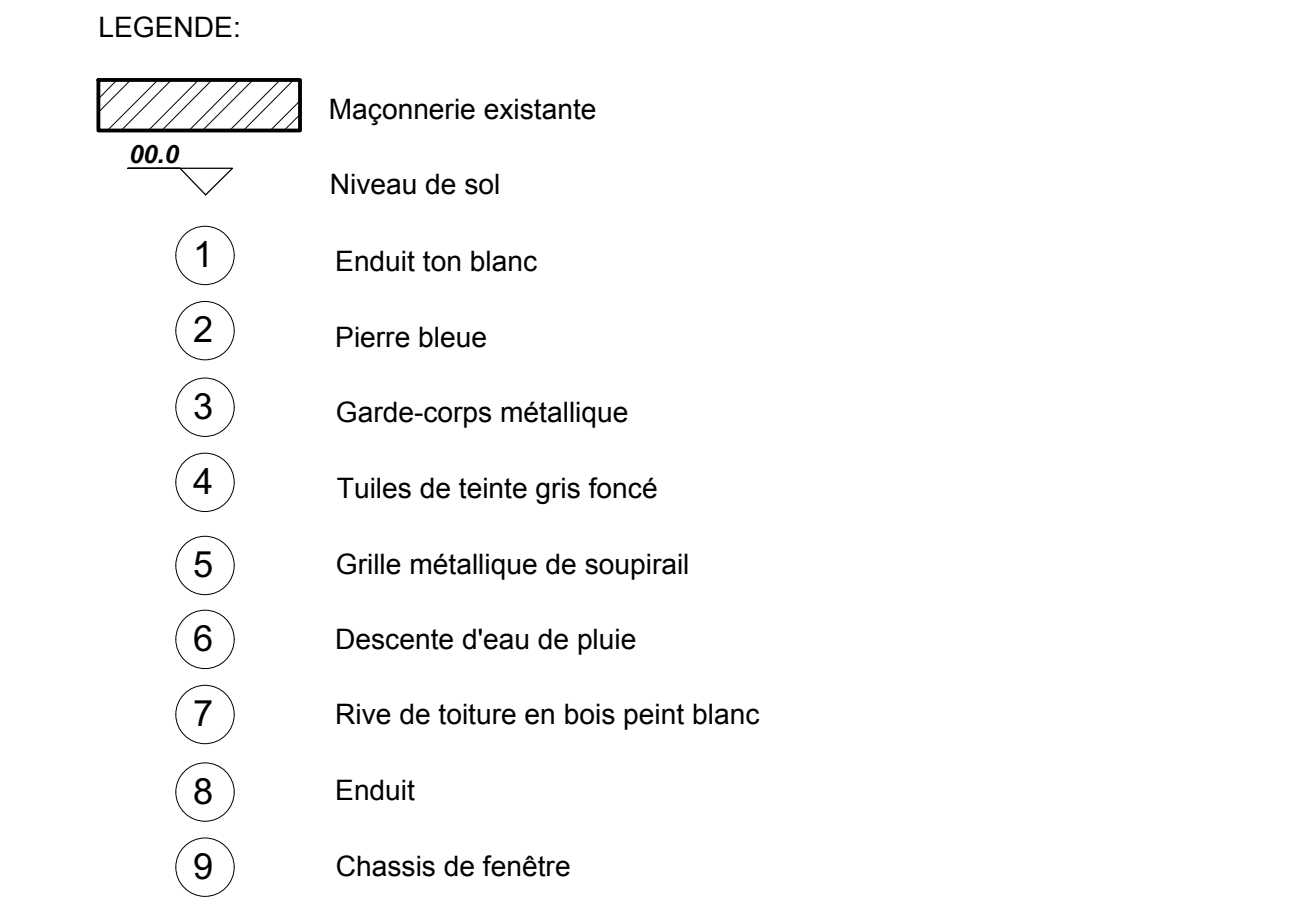 LEGENDE:
Maçonnerie existante
00.0
Niveau de sol
1 Enduit ton blanc
2 Pierre bleue
3 Garde-corps métallique
4 Tuiles de teinte gris foncé
5 Grille métallique de soupirail
6 Descente d'eau de pluie
7 Rive de toiture en bois peint blanc
8 Enduit
9 Chassis de fenêtre